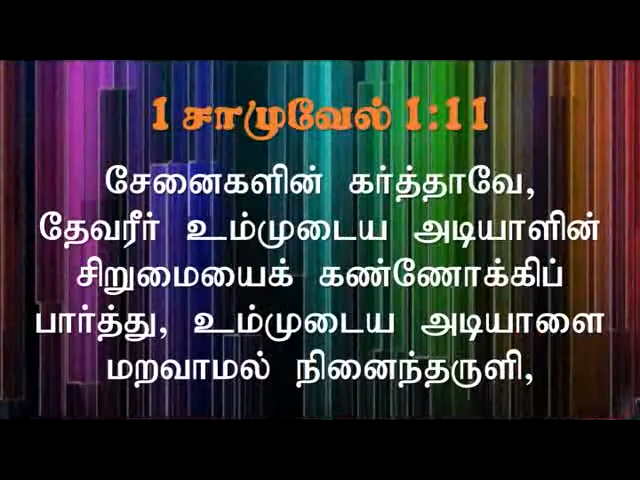 1 சாமுவேல் 1:11
சேனைகளின் கர்த்தாவே,
தேவரீர் உம்முடைய அடியாளின்
சிறுமையைக் கண்ணோக்கிப்
பார்த்து, உம்முடைய அடியாளை
மறவாமல் நினைந்தருளி,